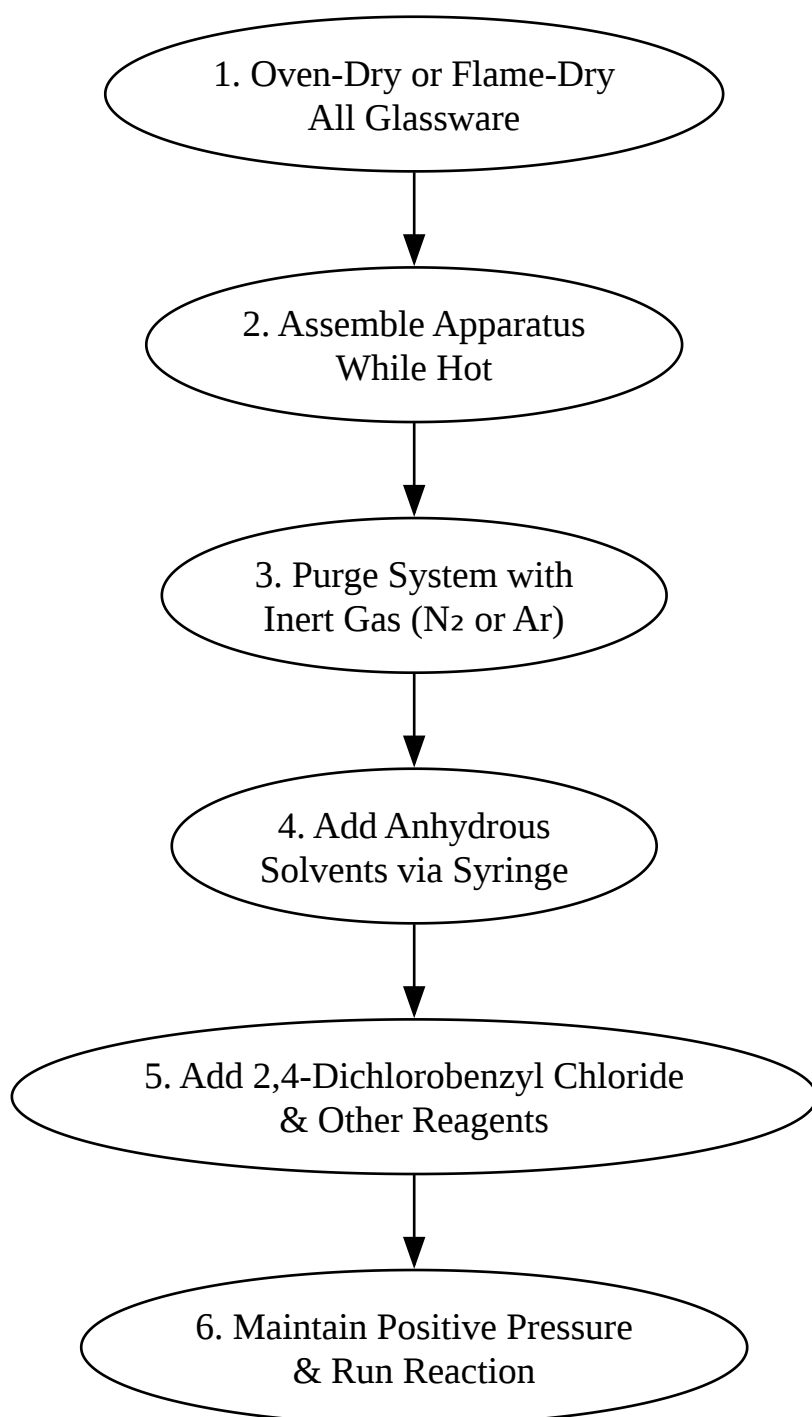 1. Oven-Dry or Flame-Dry
All Glassware
2. Assemble Apparatus
While Hot
3. Purge System with
Inert Gas (N₂ or Ar)
4. Add Anhydrous
Solvents via Syringe
5. Add 2,4-Dichlorobenzyl Chloride
& Other Reagents
6. Maintain Positive Pressure
& Run Reaction